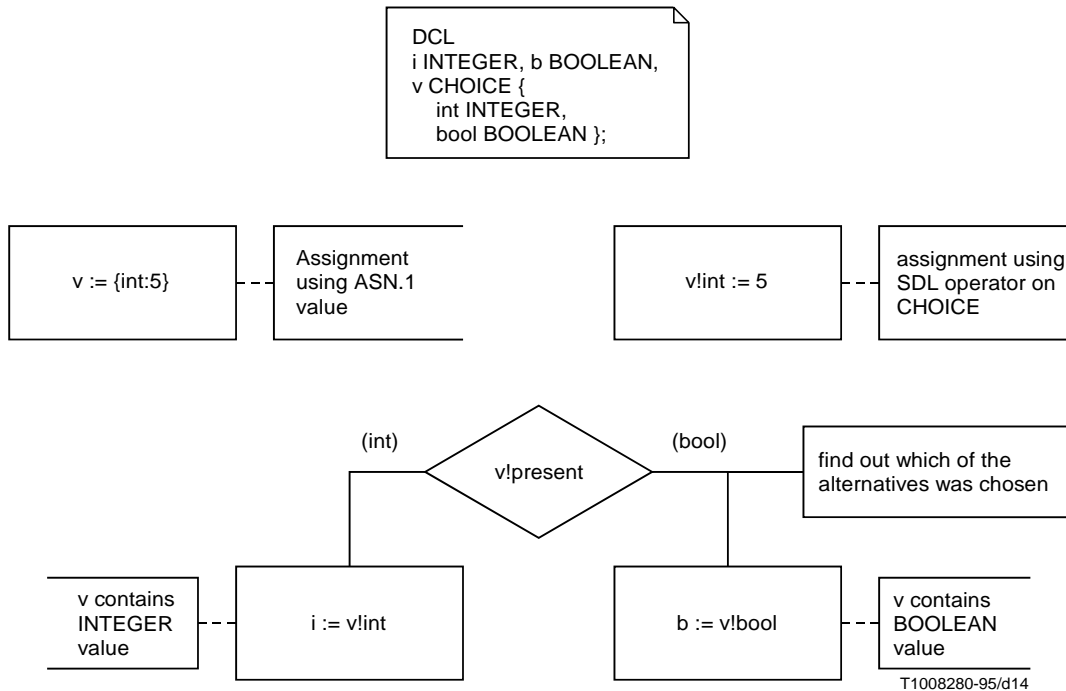 DCL
i INTEGER, b BOOLEAN,
v CHOICE {
int INTEGER,
bool BOOLEAN };
v := {int:5}
Assignment
using ASN.1
value
v!int := 5
assignment using
SDL operator on
CHOICE
(int)
v!present
(bool)
find out which of the
alternatives was chosen
v contains
INTEGER
value
i := v!int
b := v!bool
v contains
BOOLEAN
value
T1008280-95/d14